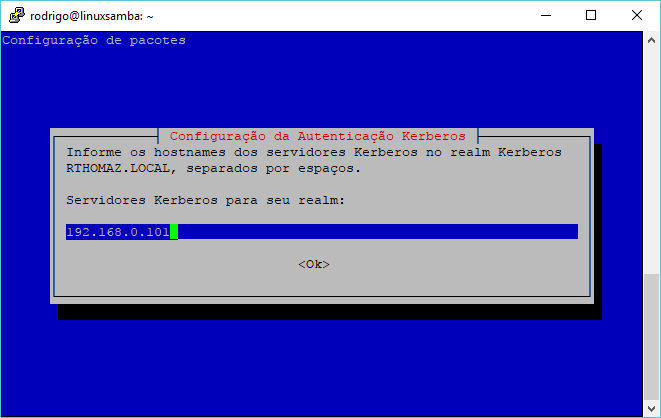 rodrigo@linuxsamba: ~
Configuração de pacotes
Configuração da Autenticação Kerberos
Informe os hostnames dos servidores Kerberos no realm Kerberos
RTHOMAZ.LOCAL, separados por espaços.
Servidores Kerberos para seu realm:
192.168.0.101
<Ok>